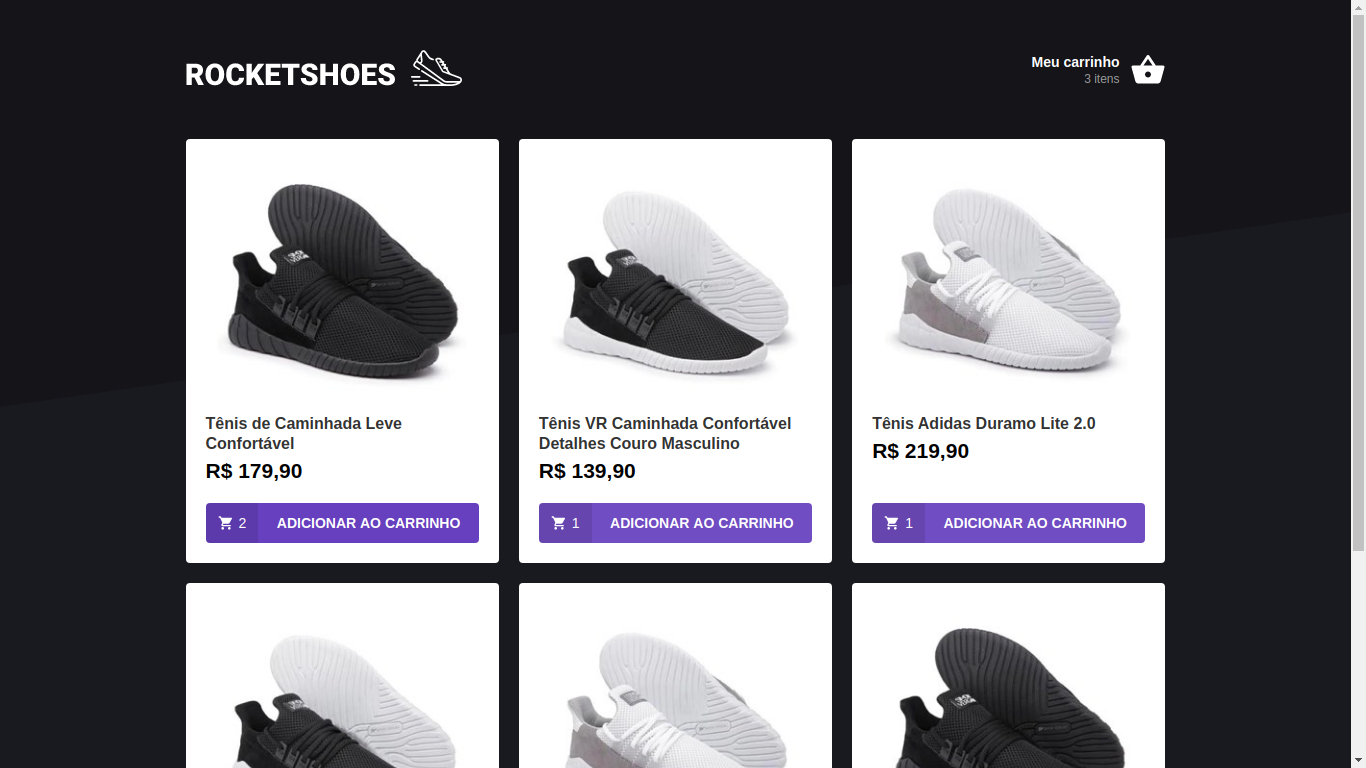 ROCKETSHOES
Meu carrinho
3 itens
Tênis de Caminhada Leve
Confortável
R$ 179,90
2 ADICIONAR AO CARRINHO
Tênis VR Caminhada Confortável
Detalhes Couro Masculino
R$ 139,90
1 ADICIONAR AO CARRINHO
Tênis Adidas Duramo Lite 2.0
R$ 219,90
1 ADICIONAR AO CARRINHO